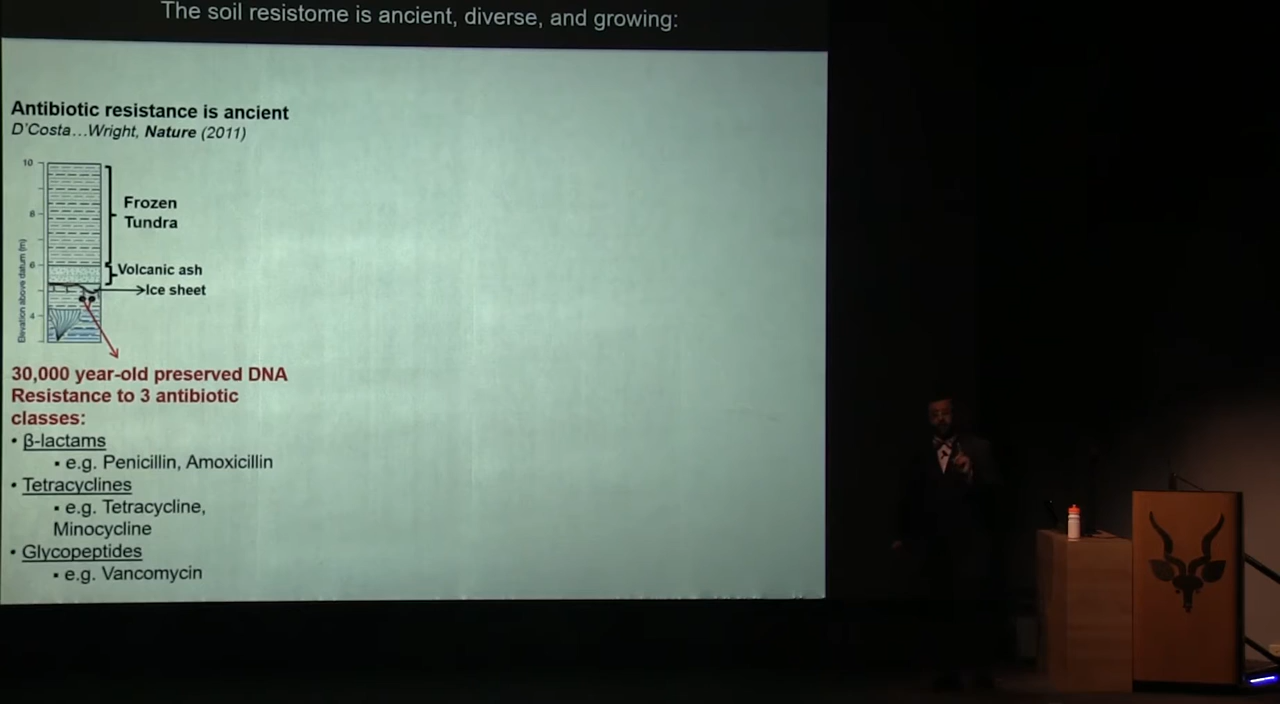 The soil resistome is ancient, diverse, and growing:
Antibiotic resistance is ancient
D'Costa…Wright, Nature (2011)
10
8
6
4
Elevation above datum (m)
Frozen
Tundra
Volcanic ash
Ice sheet
30,000 year-old preserved DNA
Resistance to 3 antibiotic
classes:
• β-lactams
▪ e.g. Penicillin, Amoxicillin
• Tetracyclines
▪ e.g. Tetracycline,
Minocycline
• Glycopeptides
▪ e.g. Vancomycin